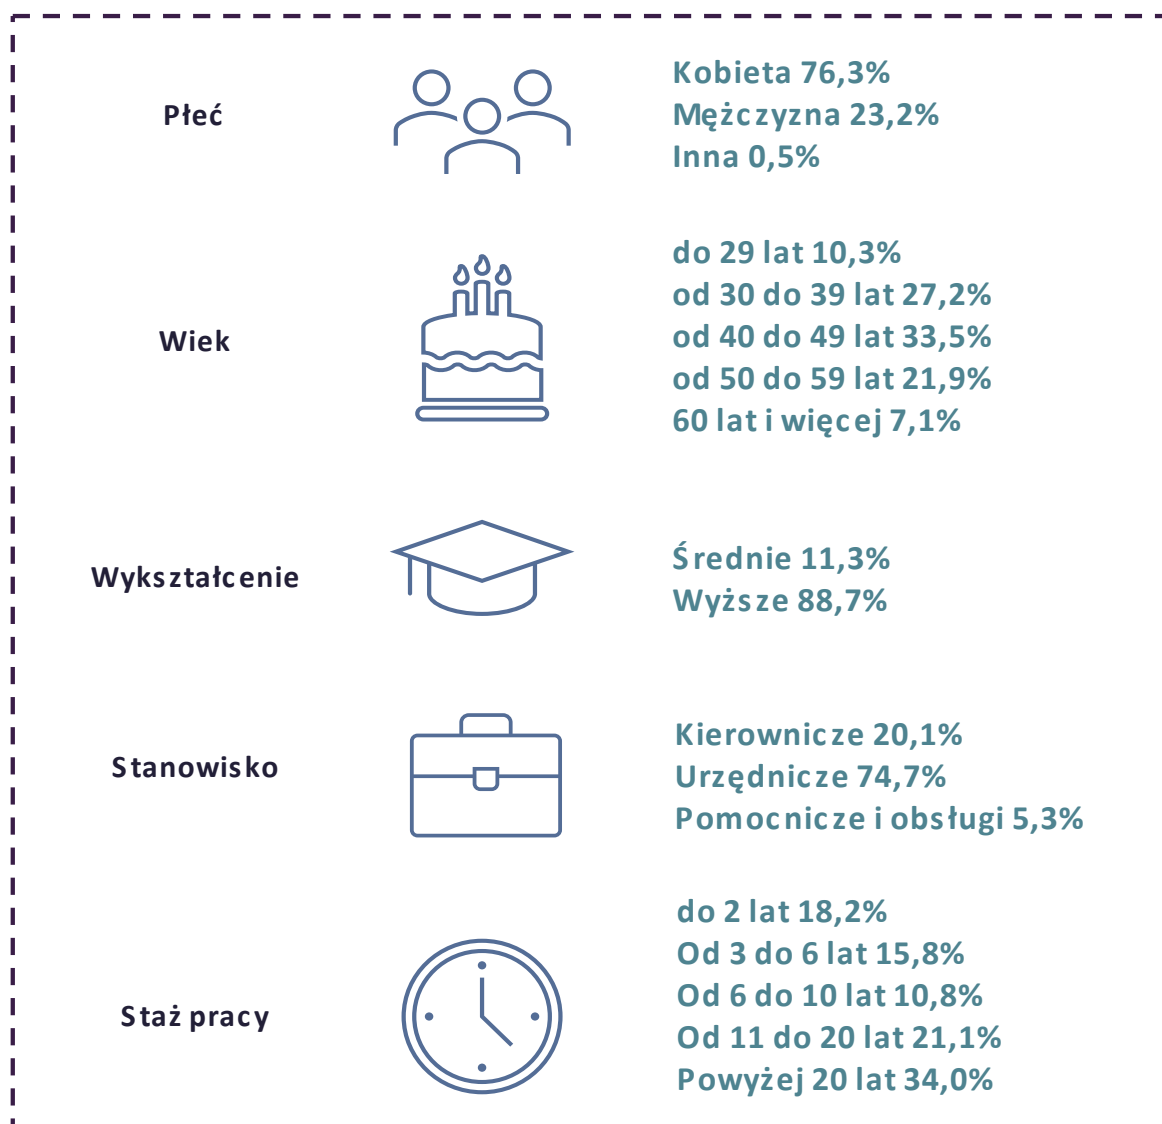 Płeć
Kobieta 76,3%
Mężczyzna 23,2%
Inna 0,5%
Wiek
do 29 lat 10,3%
od 30 do 39 lat 27,2%
od 40 do 49 lat 33,5%
od 50 do 59 lat 21,9%
60 lat i więcej 7,1%
Wykształcenie
Średnie 11,3%
Wyższe 88,7%
Stanowisko
Kierownicze 20,1%
Urzędnicze 74,7%
Pomocnicze i obsługi 5,3%
Staż pracy
do 2 lat 18,2%
Od 3 do 6 lat 15,8%
Od 6 do 10 lat 10,8%
Od 11 do 20 lat 21,1%
Powyżej 20 lat 34,0%